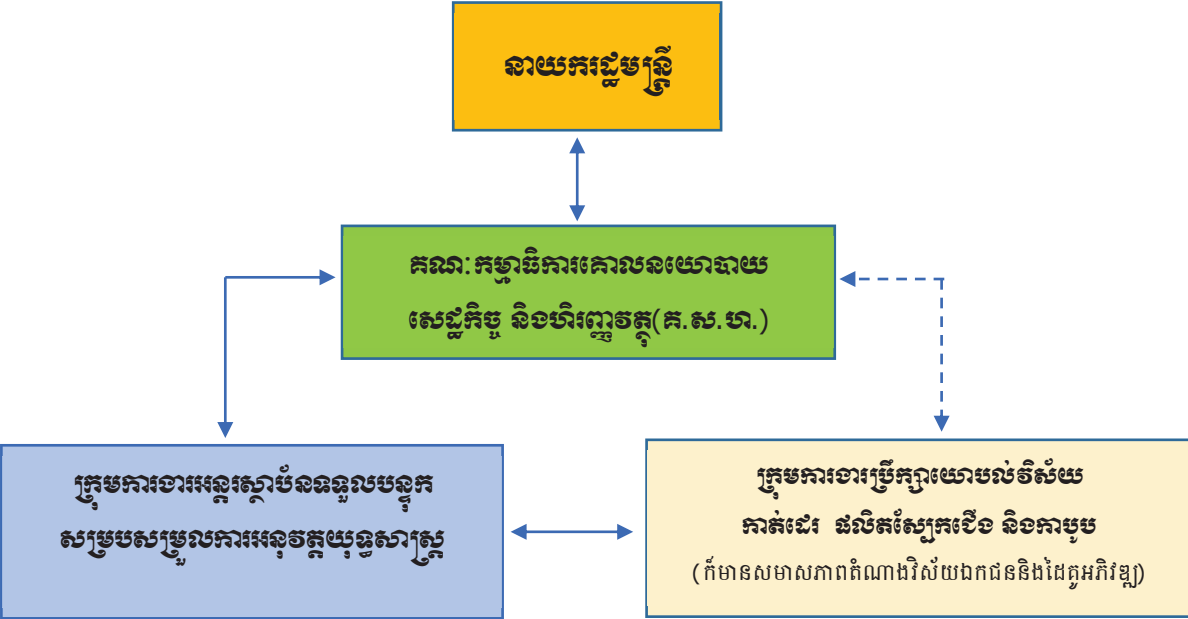 នាយករដ្ឋមន្ត្រី
គណៈកម្មាធិការគោលនយោបាយ
សេដ្ឋកិច្ច និងហិរញ្ញវត្ថុ(គ.ស.ហ.)
ក្រុមការងារអន្តរស្ថាប័នទទួលបន្ទុក
សម្របសម្រួលការអនុវត្តយុទ្ធសាស្ត្រ
ក្រុមការងារប្រឹក្សាយោបល់វិស័យ
កាត់ដេរ ផលិតស្បែកជើង និងកាបូប
(ក៏មានសមាសភាពតំណាងវិស័យឯកជននិងដៃគូអភិវឌ្ឍ)